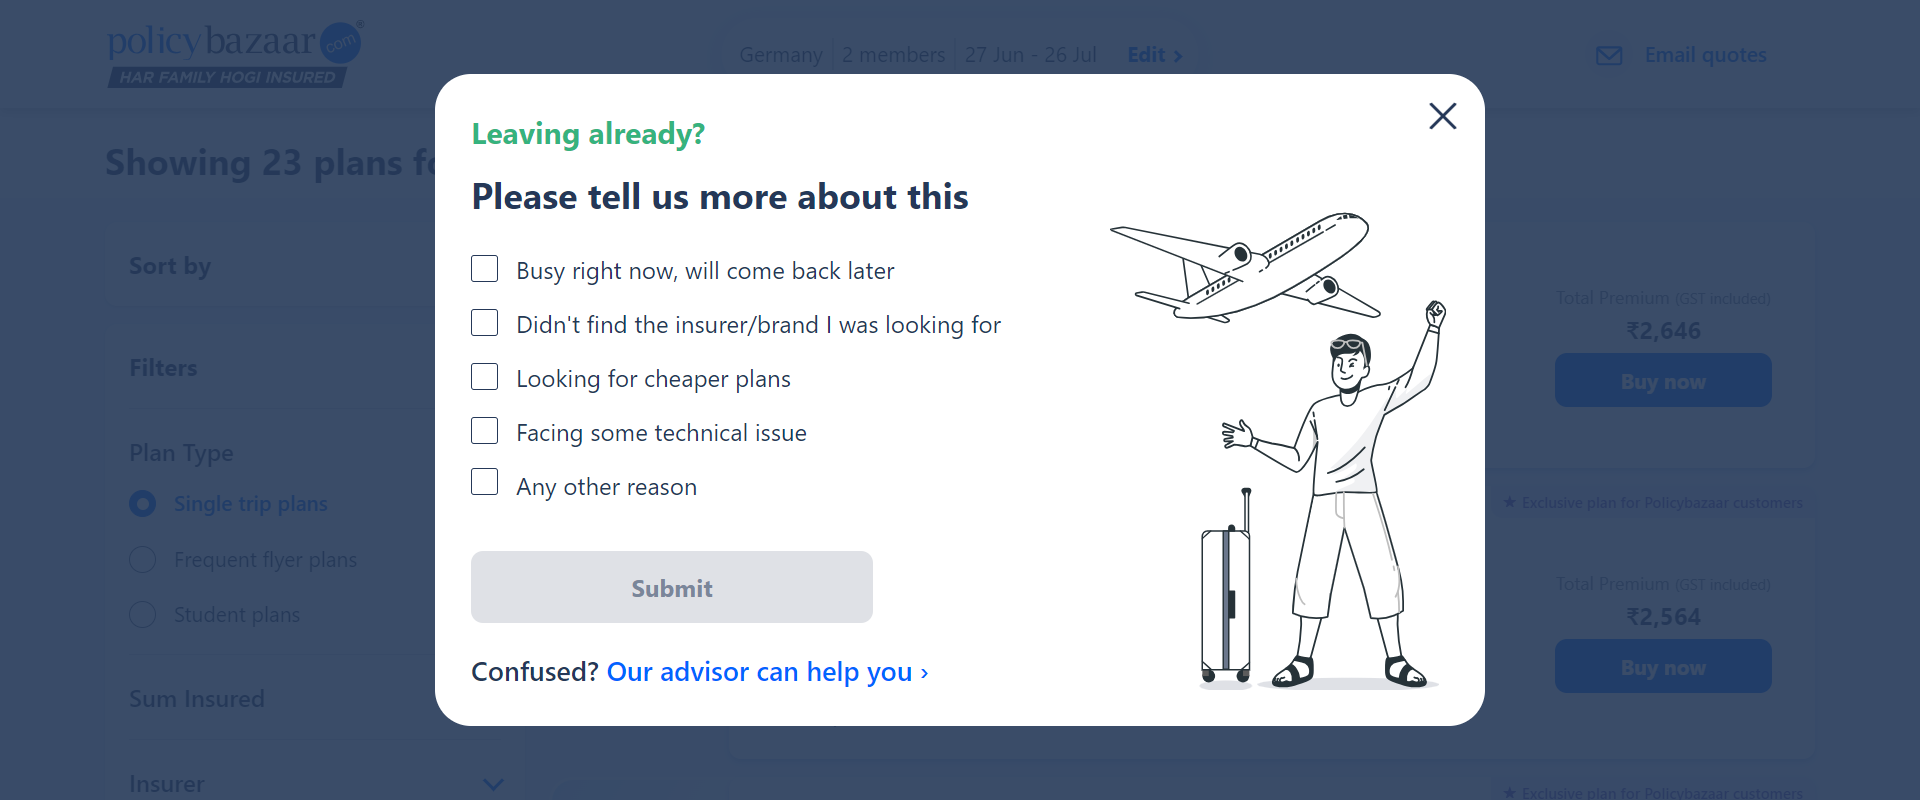 policybazaar.com®
HAR FAMILY HOGI INSURED
Germany 2 members 27 Jun - 26 Jul Edit ›
Email quotes
Showing 23 plans
Leaving already?
Please tell us more about this
Busy right now, will come back later
Didn't find the insurer/brand I was looking for
Looking for cheaper plans
Facing some technical issue
Any other reason
Submit
Confused? Our advisor can help you ›
Sort by
Filters
Plan Type
Single trip plans
Frequent flyer plans
Student plans
Sum Insured
Insurer
Total Premium (GST included)
₹2,646
Buy now
★ Exclusive plan for Policybazaar customers
Total Premium (GST included)
₹2,564
Buy now
★ Exclusive plan for Policybazaar customers